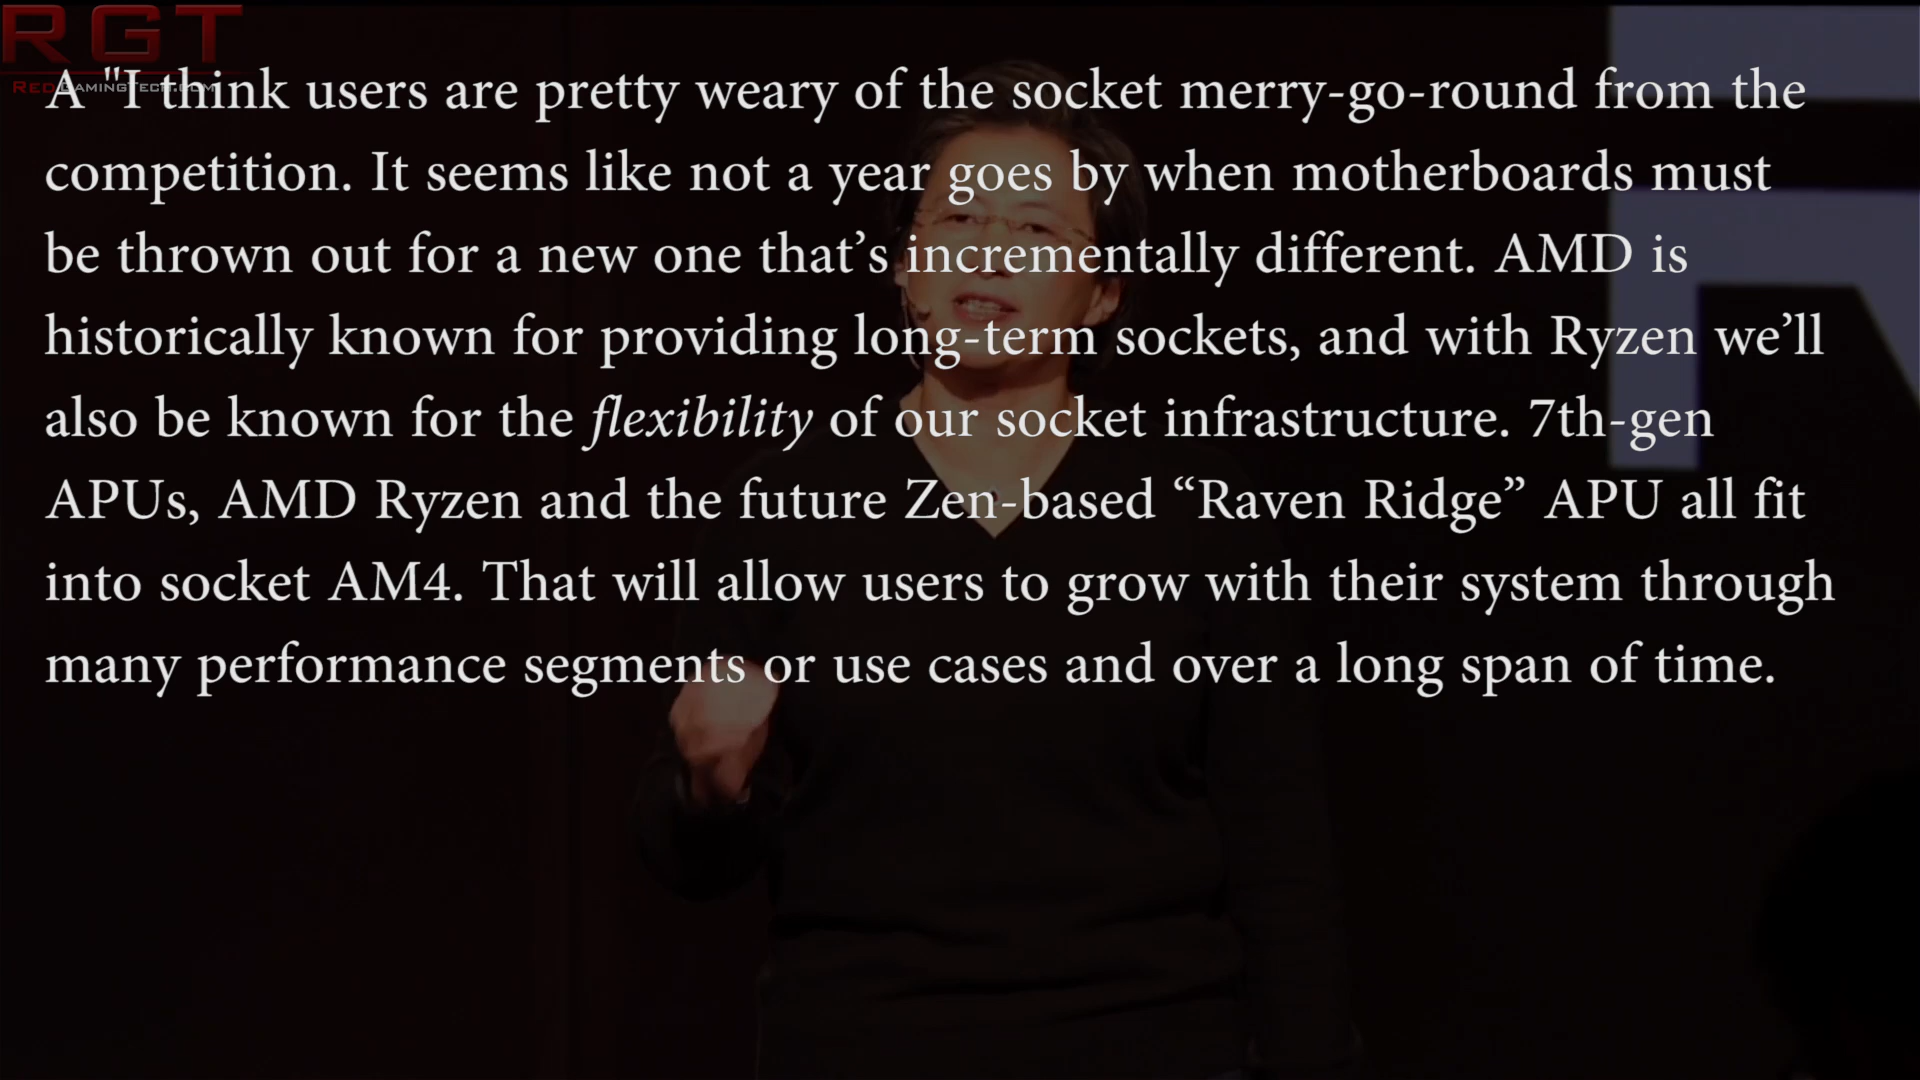 RGT
REDGAMINGTECH.COM
A "I think users are pretty weary of the socket merry-go-round from the
competition. It seems like not a year goes by when motherboards must
be thrown out for a new one that’s incrementally different. AMD is
historically known for providing long-term sockets, and with Ryzen we’ll
also be known for the flexibility of our socket infrastructure. 7th-gen
APUs, AMD Ryzen and the future Zen-based “Raven Ridge” APU all fit
into socket AM4. That will allow users to grow with their system through
many performance segments or use cases and over a long span of time.